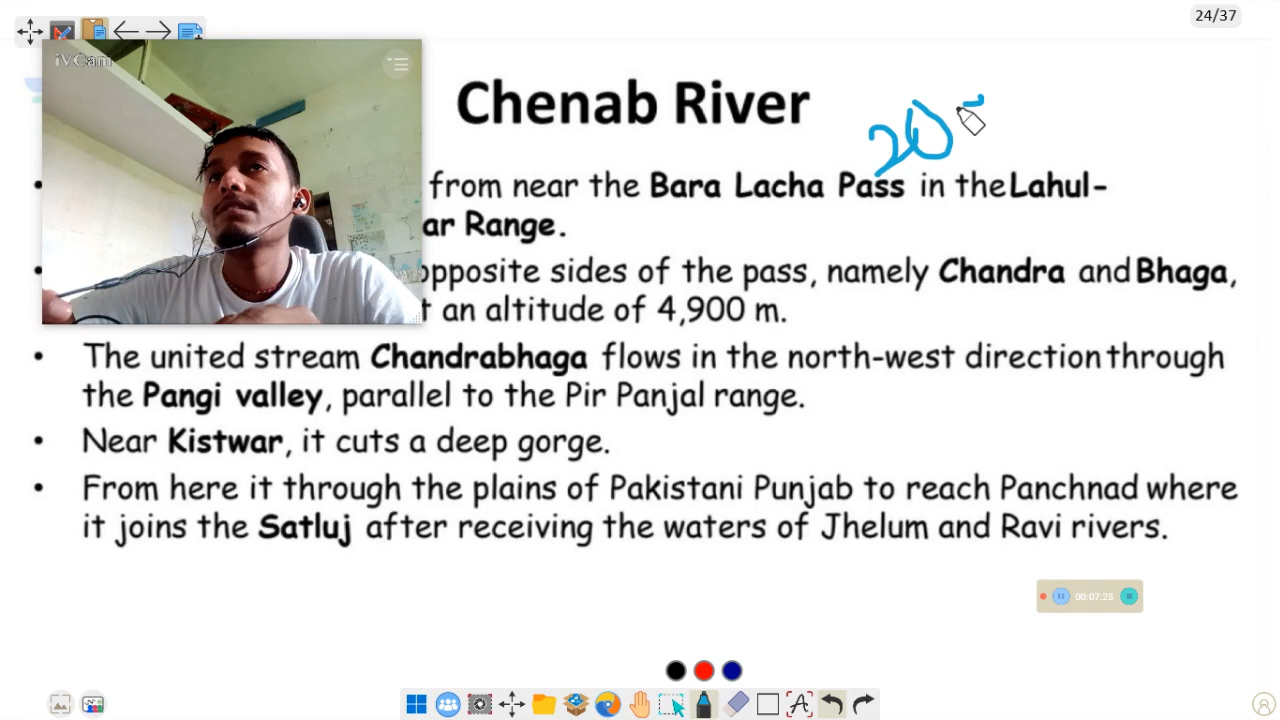 24/37
iVCam
Chenab River
20
from near the Bara Lacha Pass in the Lahul-
ar Range.
opposite sides of the pass, namely Chandra and Bhaga,
t an altitude of 4,900 m.
• The united stream Chandrabhaga flows in the north-west direction through
the Pangi valley, parallel to the Pir Panjal range.
• Near Kistwar, it cuts a deep gorge.
• From here it through the plains of Pakistani Punjab to reach Panchnad where
it joins the Satluj after receiving the waters of Jhelum and Ravi rivers.
00:07:28